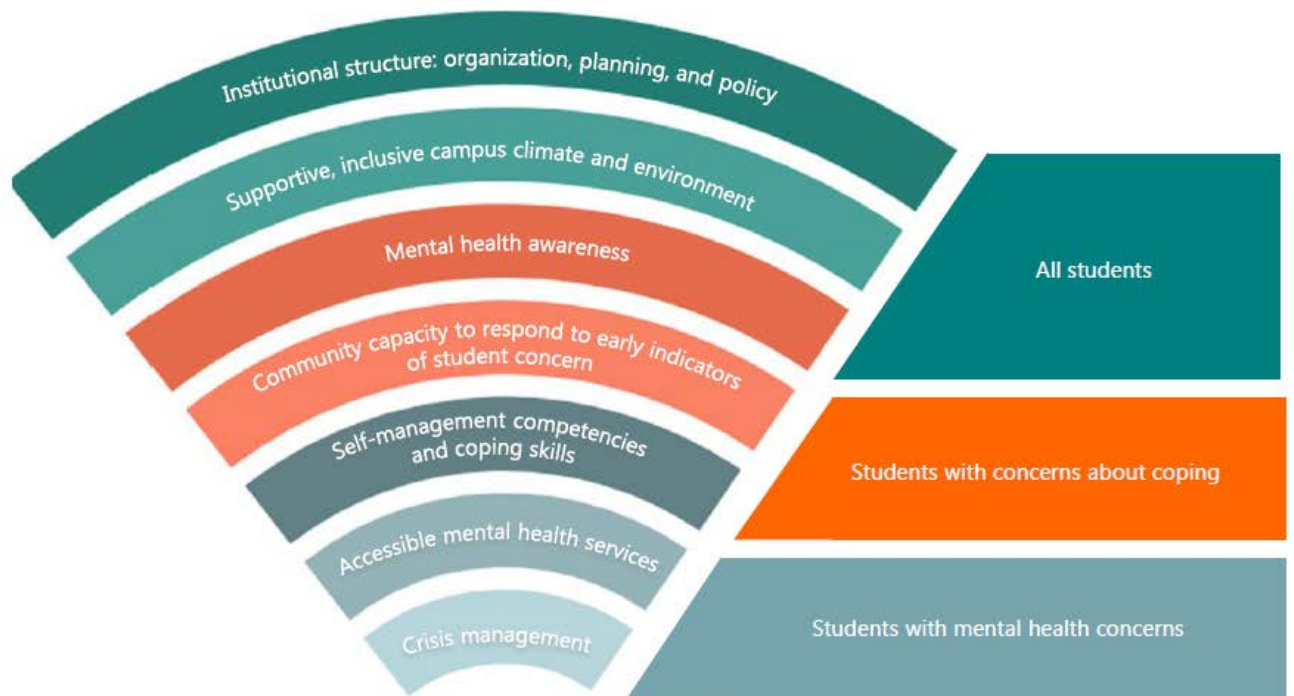 Institutional structure: organization, planning, and policy
Supportive, inclusive campus climate and environment
Mental health awareness
Community capacity to respond to early indicators
of student concern
Self-management competencies
and coping skills
Accessible mental health services
Crisis management
All students
Students with concerns about coping
Students with mental health concerns